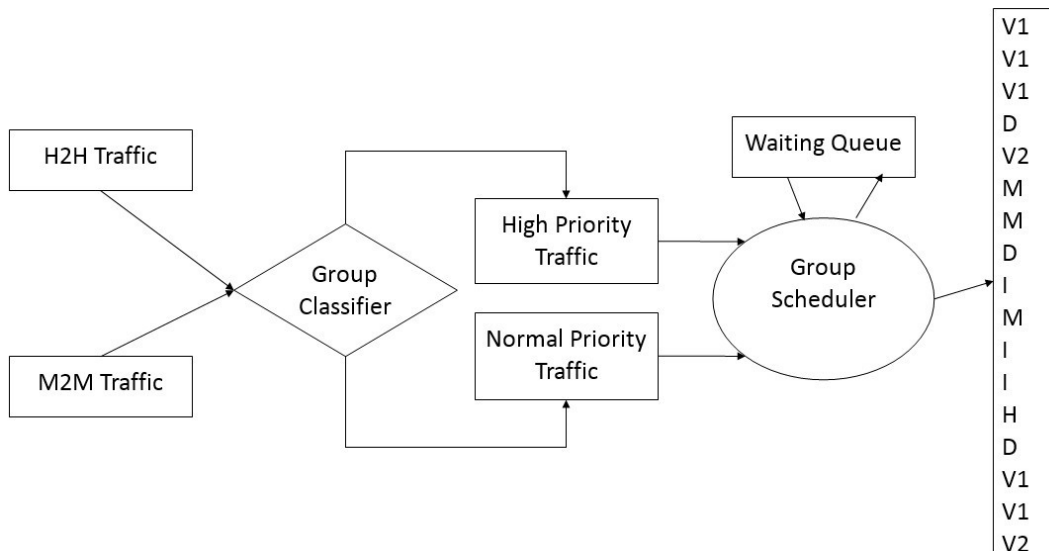 H2H Traffic
M2M Traffic
Group
Classifier
High Priority
Traffic
Normal Priority
Traffic
Waiting Queue
Group
Scheduler
V1
V1
V1
D
V2
M
M
D
I
M
I
I
H
D
V1
V1
V2